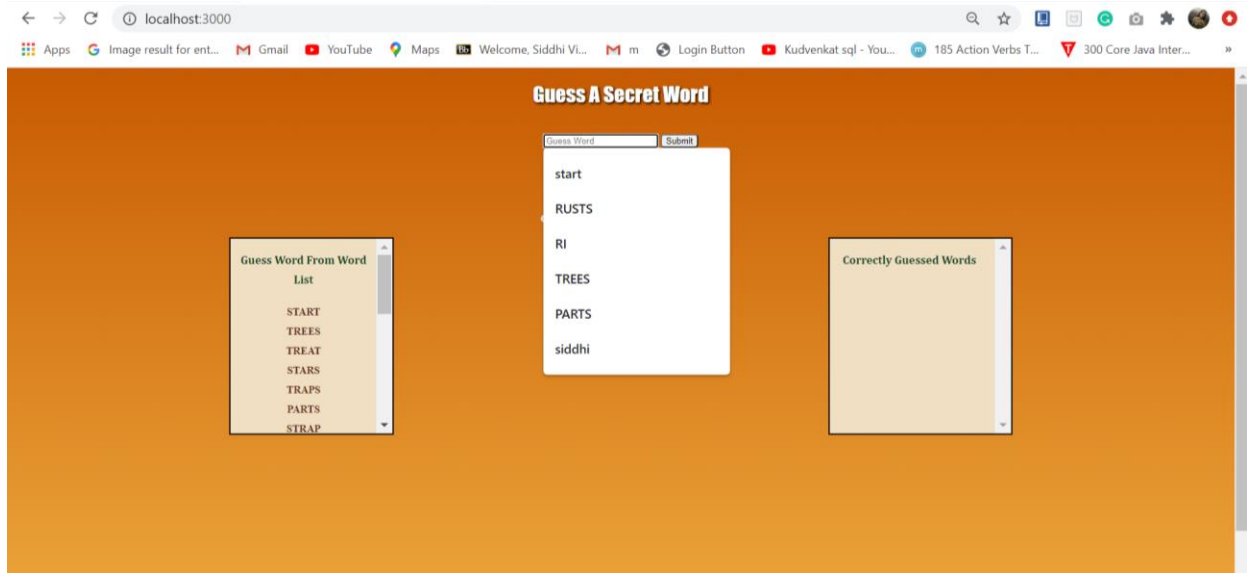 localhost:3000
Apps Image result for ent... Gmail YouTube Maps Bb Welcome, Siddhi Vi... m Login Button Kudvenkat sql - You... 185 Action Verbs T... 300 Core Java Inter... »
Guess A Secret Word
Guess Word Submit
start
RUSTS
RI
TREES
PARTS
siddhi
Guess Word From Word
List
START
TREES
TREAT
STARS
TRAPS
PARTS
STRAP
Correctly Guessed Words